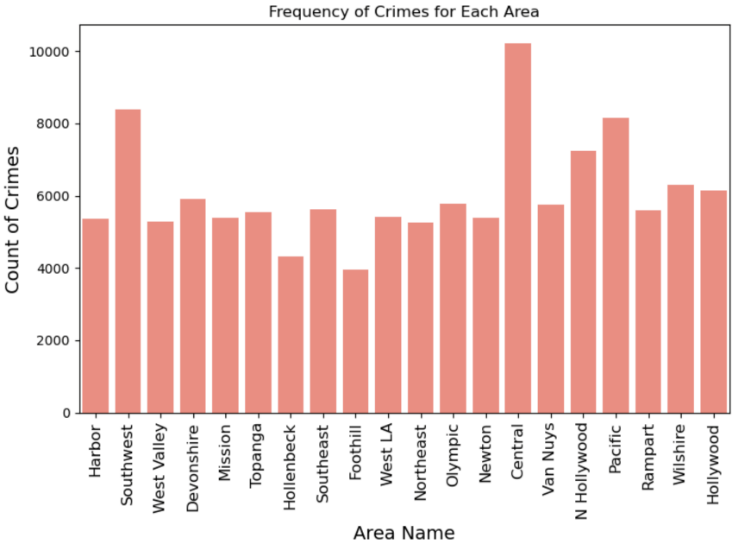 Frequency of Crimes for Each Area
Count of Crimes
10000
8000
6000
4000
2000
0
Harbor
Southwest
West Valley
Devonshire
Mission
Topanga
Hollenbeck
Southeast
Foothill
West LA
Northeast
Olympic
Newton
Central
Van Nuys
N Hollywood
Pacific
Rampart
Wilshire
Hollywood
Area Name